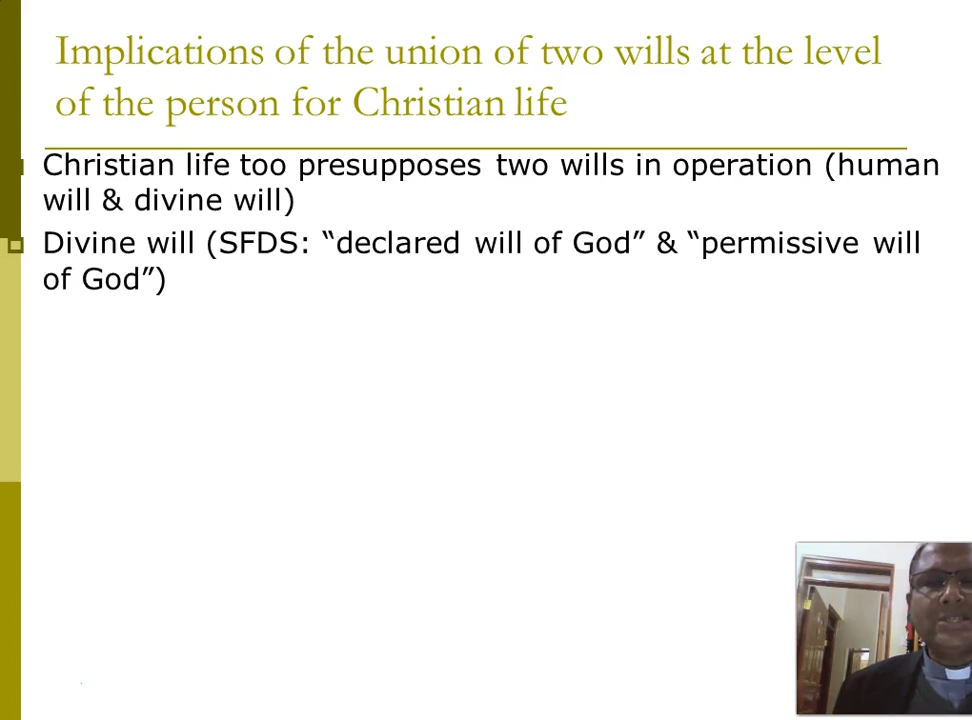 Implications of the union of two wills at the level
of the person for Christian life
Christian life too presupposes two wills in operation (human
will & divine will)
Divine will (SFDS: “declared will of God” & “permissive will
of God”)